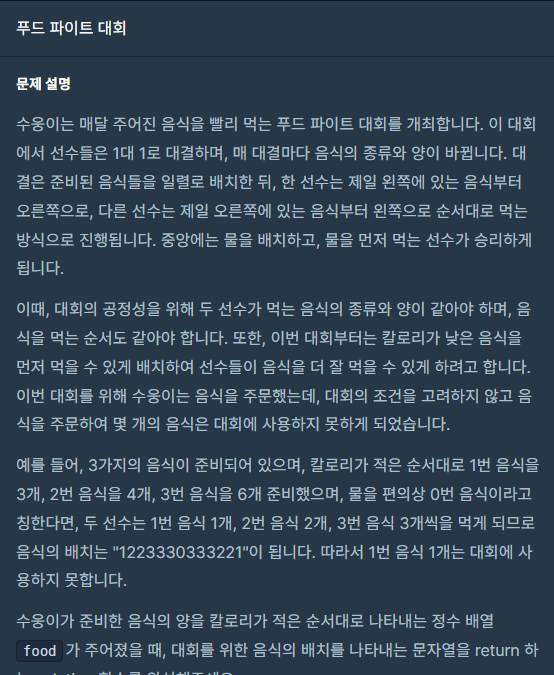 푸드 파이트 대회
문제 설명
수웅이는 매달 주어진 음식을 빨리 먹는 푸드 파이트 대회를 개최합니다. 이 대회
에서 선수들은 1대 1로 대결하며, 매 대결마다 음식의 종류와 양이 바뀝니다. 대
결은 준비된 음식들을 일렬로 배치한 뒤, 한 선수는 제일 왼쪽에 있는 음식부터
오른쪽으로, 다른 선수는 제일 오른쪽에 있는 음식부터 왼쪽으로 순서대로 먹는
방식으로 진행됩니다. 중앙에는 물을 배치하고, 물을 먼저 먹는 선수가 승리하게
됩니다.
이때, 대회의 공정성을 위해 두 선수가 먹는 음식의 종류와 양이 같아야 하며, 음
식을 먹는 순서도 같아야 합니다. 또한, 이번 대회부터는 칼로리가 낮은 음식을
먼저 먹을 수 있게 배치하여 선수들이 음식을 더 잘 먹을 수 있게 하려고 합니다.
이번 대회를 위해 수웅이는 음식을 주문했는데, 대회의 조건을 고려하지 않고 음
식을 주문하여 몇 개의 음식은 대회에 사용하지 못하게 되었습니다.
예를 들어, 3가지의 음식이 준비되어 있으며, 칼로리가 적은 순서대로 1번 음식을
3개, 2번 음식을 4개, 3번 음식을 6개 준비했으며, 물을 편의상 0번 음식이라고
칭한다면, 두 선수는 1번 음식 1개, 2번 음식 2개, 3번 음식 3개씩을 먹게 되므로
음식의 배치는 "1223330333221"이 됩니다. 따라서 1번 음식 1개는 대회에 사
용하지 못합니다.
수웅이가 준비한 음식의 양을 칼로리가 적은 순서대로 나타내는 정수 배열
food 가 주어졌을 때, 대회를 위한 음식의 배치를 나타내는 문자열을 return 하